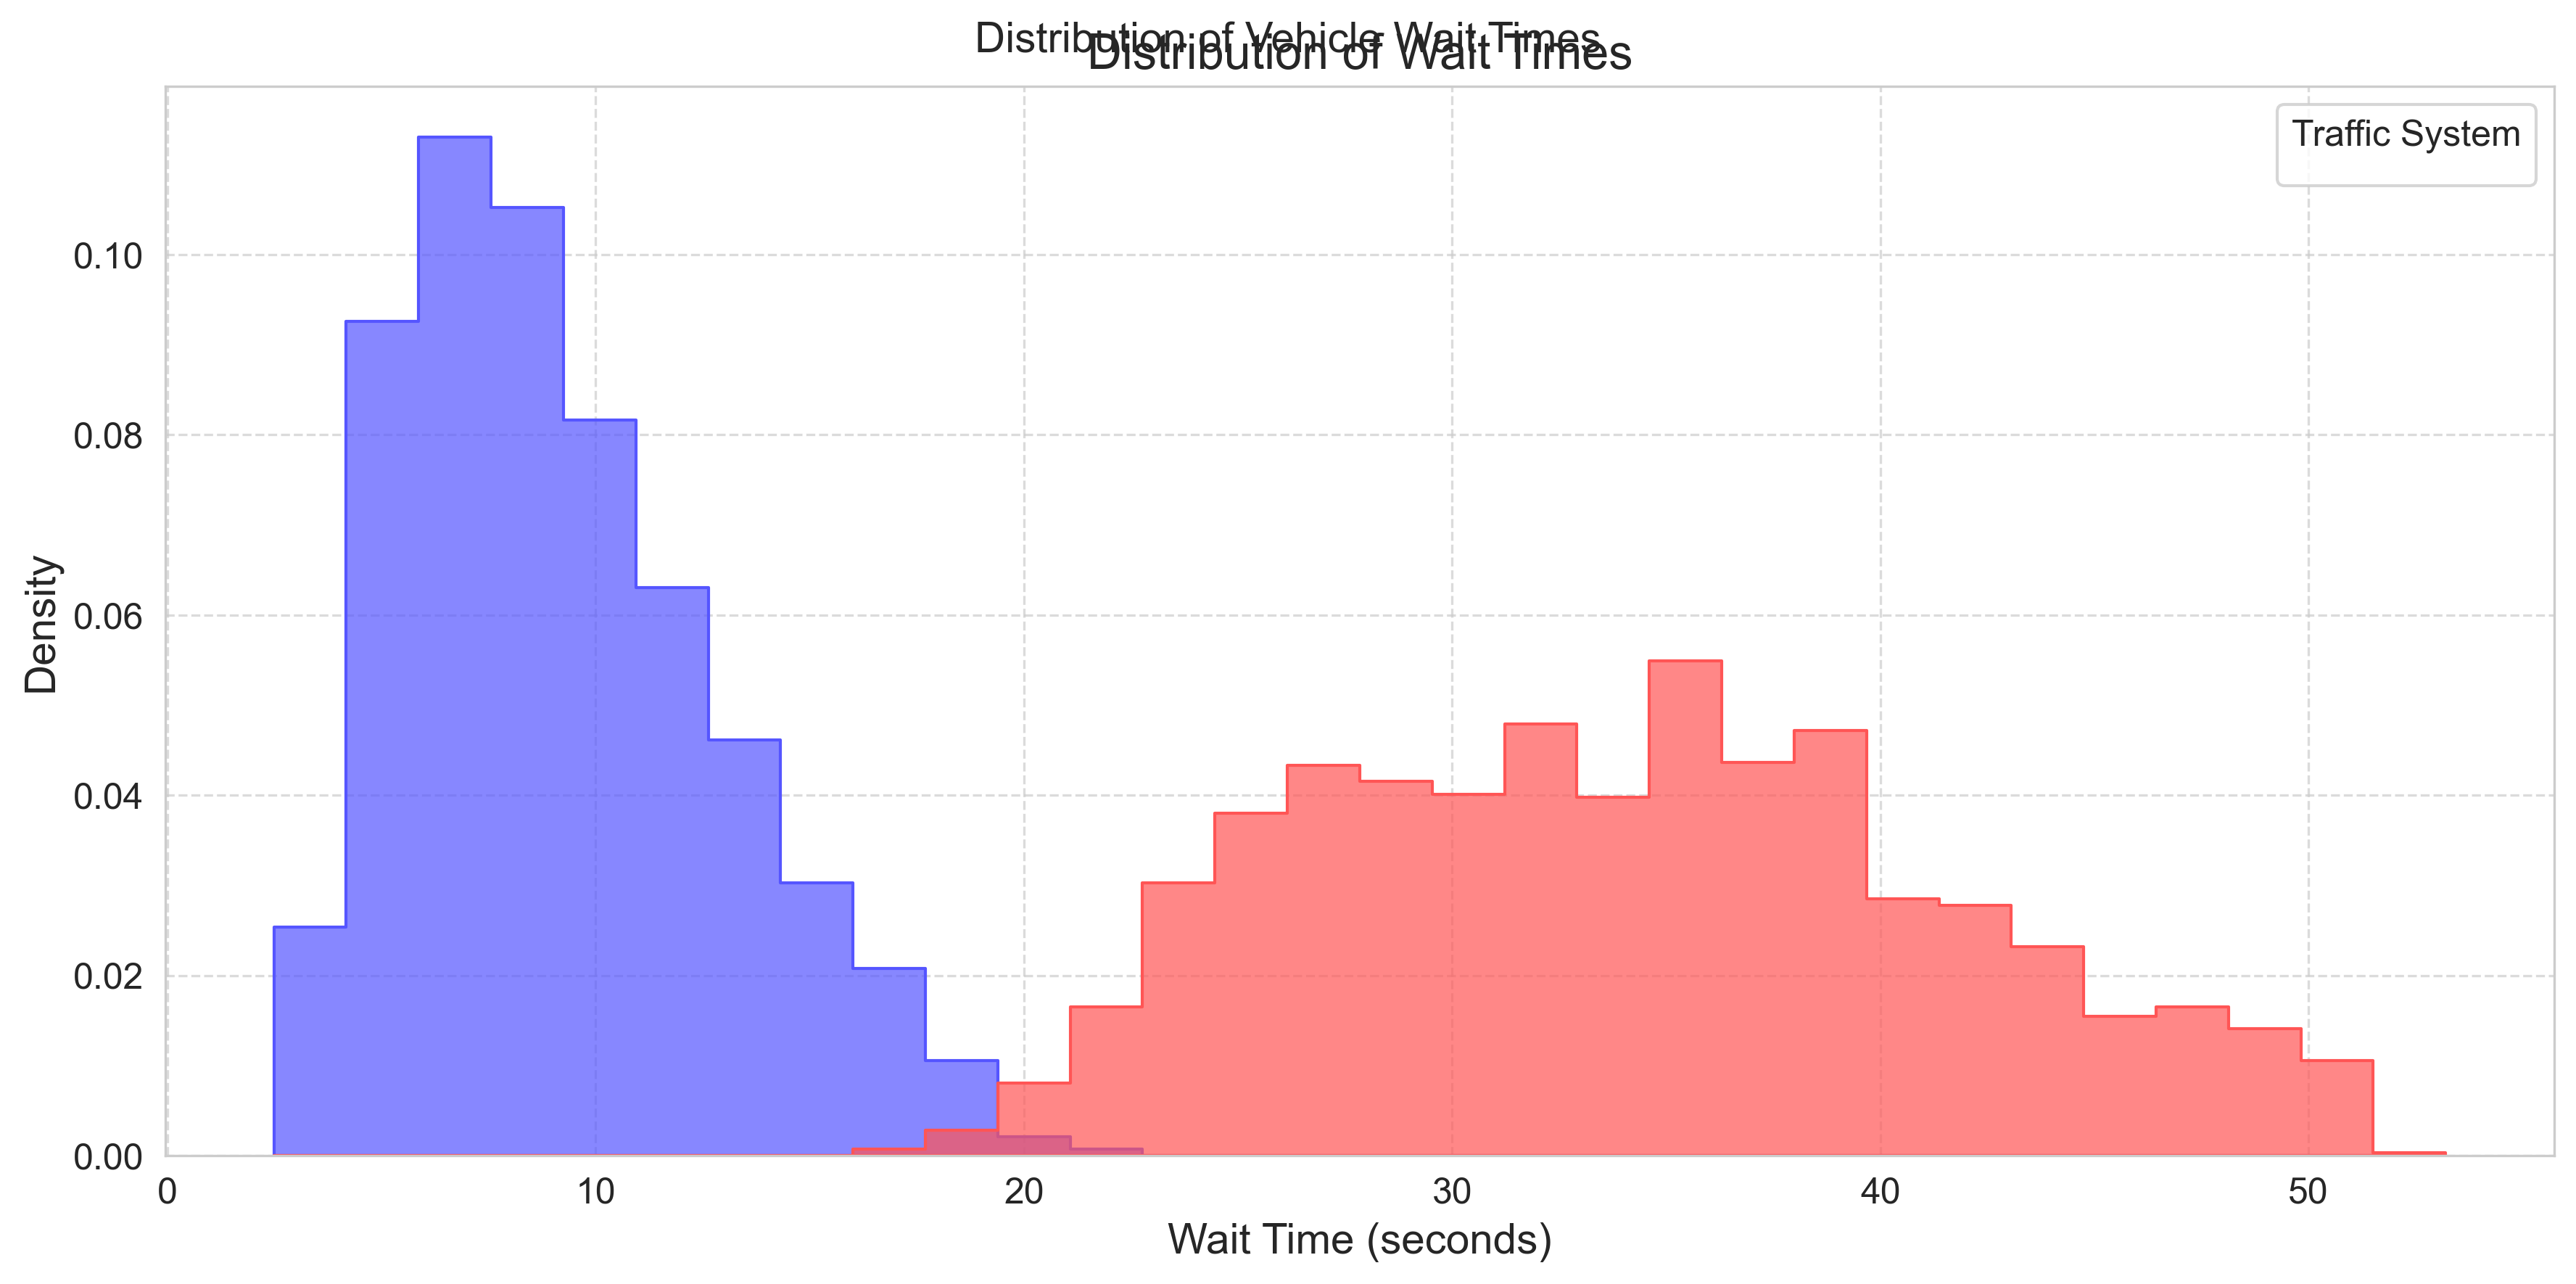 Distribution of Vehicle Wait Times
Distribution of Wait Times
Traffic System
Density
0.10
0.08
0.06
0.04
0.02
0.00
0 10 20 30 40 50
Wait Time (seconds)